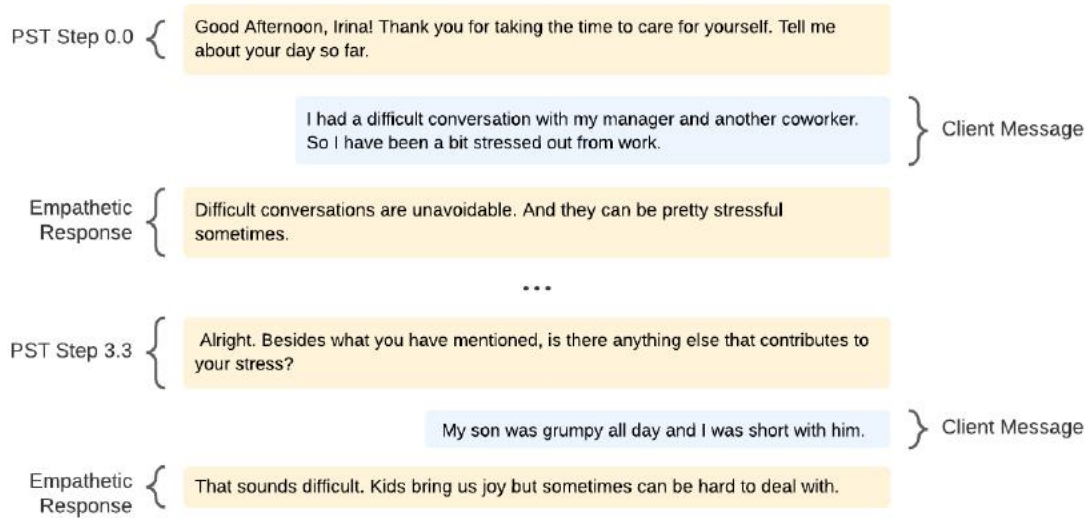 PST Step 0.0
Good Afternoon, Irina! Thank you for taking the time to care for yourself. Tell me
about your day so far.
I had a difficult conversation with my manager and another coworker.
So I have been a bit stressed out from work.
Client Message
Empathetic
Response
Difficult conversations are unavoidable. And they can be pretty stressful
sometimes.
...
PST Step 3.3
Alright. Besides what you have mentioned, is there anything else that contributes to
your stress?
My son was grumpy all day and I was short with him.
Client Message
Empathetic
Response
That sounds difficult. Kids bring us joy but sometimes can be hard to deal with.